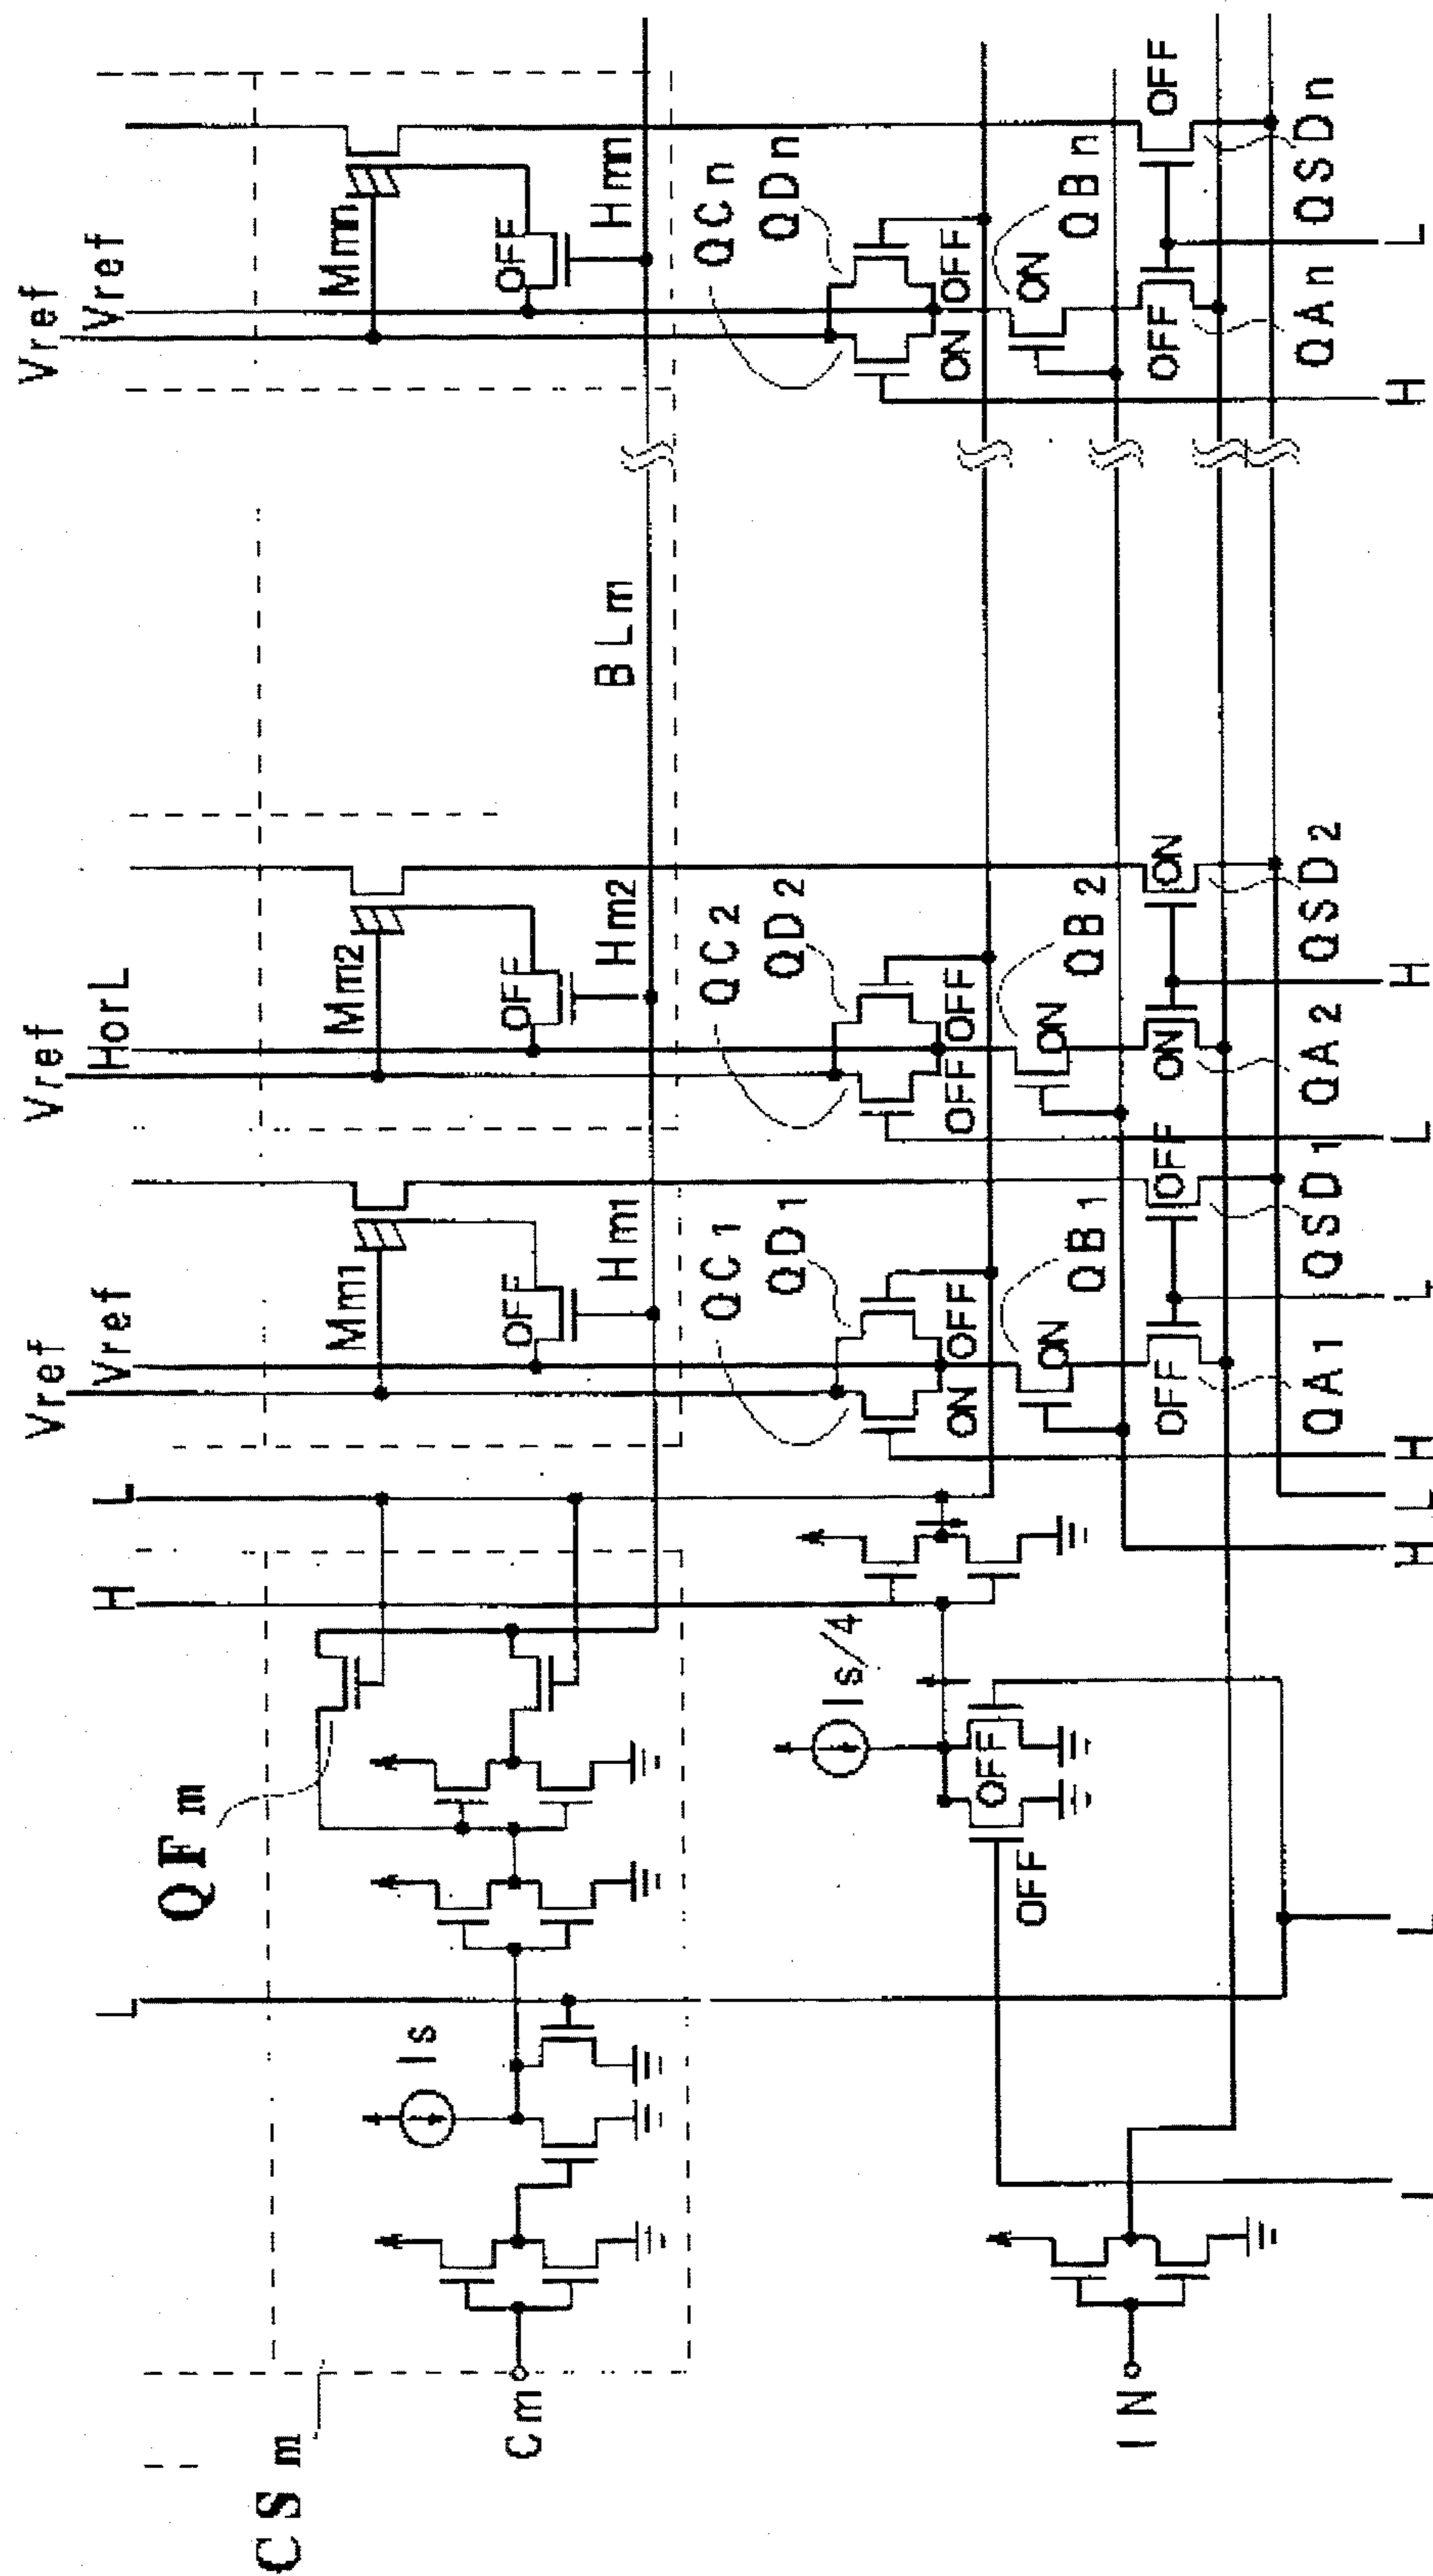 Vref
Vref
Vref
HorL
Vref
Vref
H
L
L
Mmn
OFF
Hmn
Mm2
OFF
Hm2
Mm1
OFF
Hm1
BLm
QFm
CSm
Cm
Is
QCn
QDn
ON
OFF
QBn
ON
OFF
OFF
QAn
QSDn
H
L
QC2
QD2
OFF
OFF
QB2
ON
ON
ON
QA2
QSD2
L
H
QC1
QD1
ON
OFF
QB1
ON
OFF
OFF
QA1
QSD1
H
L
L
H
Is/4
OFF
OFF
L
L
IN